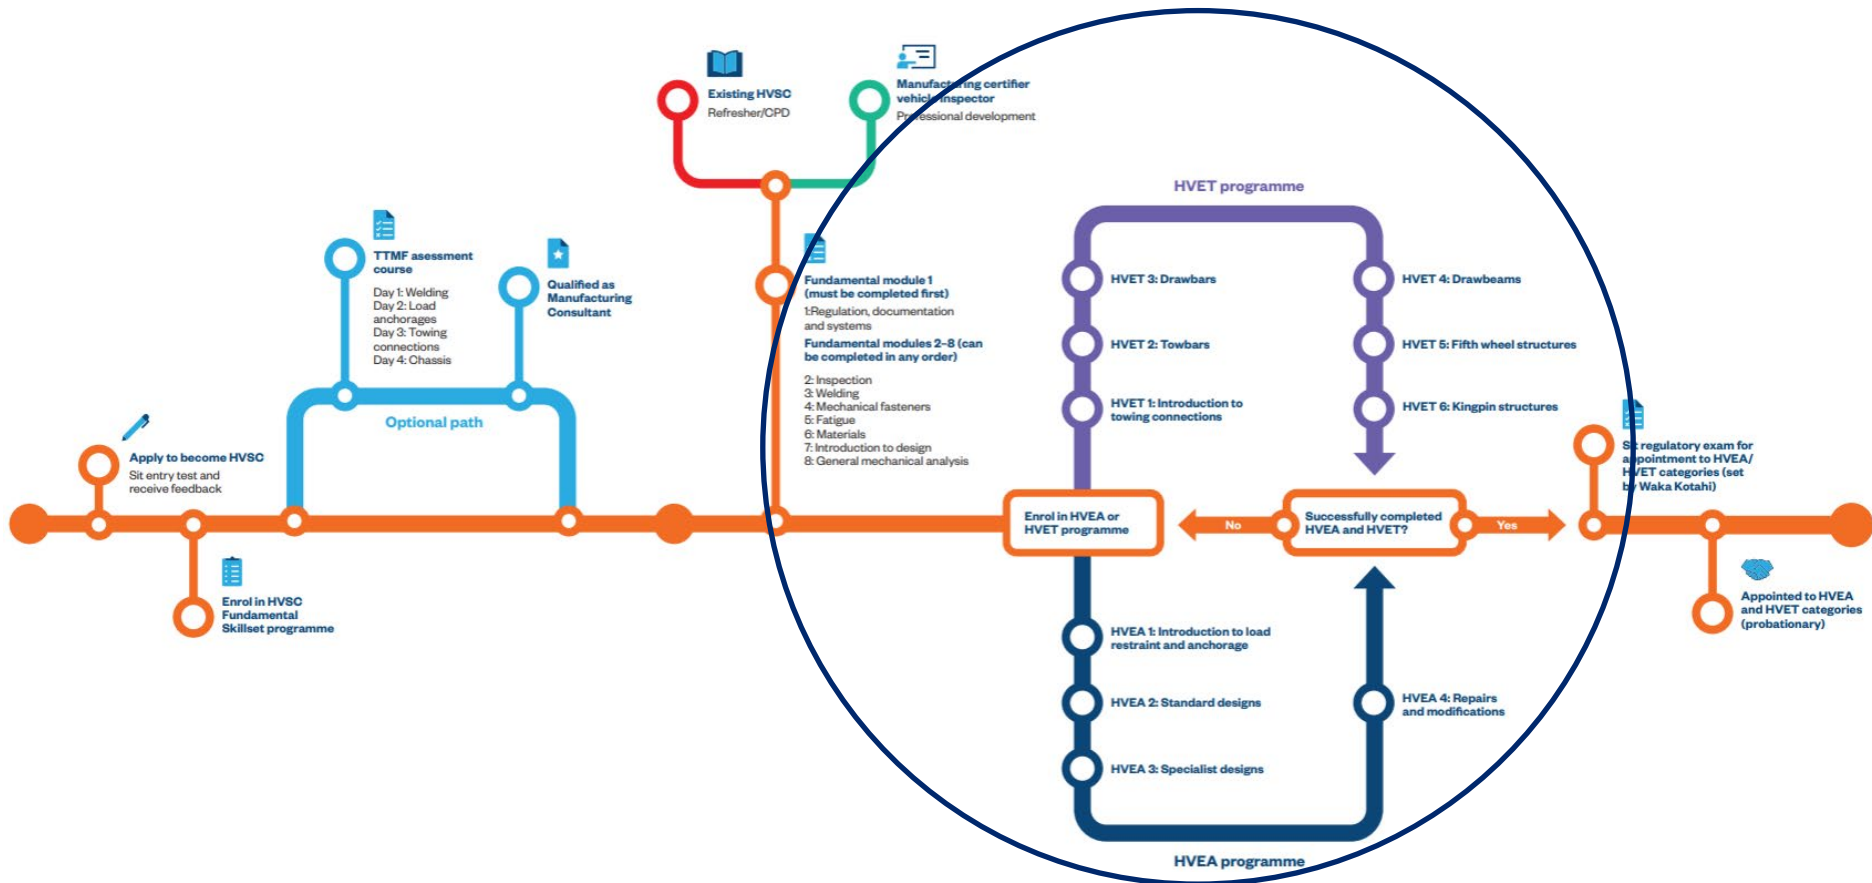 Existing HVSC
Refresher/CPD
Manufacturing certifier
vehicle inspector
Professional development
TTMF asessment
course
Day 1: Welding
Day 2: Load
anchorages
Day 3: Towing
connections
Day 4: Chassis
Qualified as
Manufacturing
Consultant
Optional path
Apply to become HVSC
Sit entry test and
receive feedback
Enrol in HVSC
Fundamental
Skillset programme
Fundamental module 1
(must be completed first)
1:Regulation, documentation
and systems
Fundamental modules 2–8 (can
be completed in any order)
2: Inspection
3: Welding
4: Mechanical fasteners
5: Fatigue
6: Materials
7: Introduction to design
8: General mechanical analysis
HVET programme
HVET 3: Drawbars
HVET 2: Towbars
HVET 1: Introduction to
towing connections
HVET 4: Drawbeams
HVET 5: Fifth wheel structures
HVET 6: Kingpin structures
Enrol in HVEA or
HVET programme
No
Successfully completed
HVEA and HVET?
Yes
HVEA 1: Introduction to load
restraint and anchorage
HVEA 2: Standard designs
HVEA 3: Specialist designs
HVEA 4: Repairs
and modifications
HVEA programme
Sit regulatory exam for
appointment to HVEA/
HVET categories (set
by Waka Kotahi)
Appointed to HVEA
and HVET categories
(probationary)